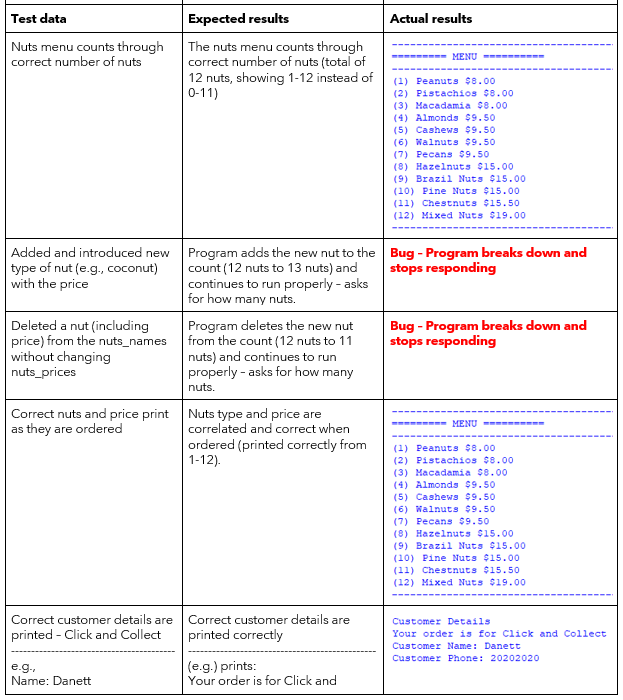 Test data
Expected results
Actual results
Nuts menu counts through
correct number of nuts
The nuts menu counts through
correct number of nuts (total of
12 nuts, showing 1-12 instead of
0-11)
--------------------------------------
========= MENU ==========
--------------------------------------
(1) Peanuts $8.00
(2) Pistachios $8.00
(3) Macadamia $8.00
(4) Almonds $9.50
(5) Cashews $9.50
(6) Walnuts $9.50
(7) Pecans $9.50
(8) Hazelnuts $15.00
(9) Brazil Nuts $15.00
(10) Pine Nuts $15.00
(11) Chestnuts $15.50
(12) Mixed Nuts $19.00
--------------------------------------
Added and introduced new
type of nut (e.g., coconut)
with the price
Program adds the new nut to the
count (12 nuts to 13 nuts) and
continues to run properly – asks
for how many nuts.
Bug – Program breaks down and
stops responding
Deleted a nut (including
price) from the nuts_names
without changing
nuts_prices
Program deletes the new nut
from the count (12 nuts to 11
nuts) and continues to run
properly – asks for how many
nuts.
Bug – Program breaks down and
stops responding
Correct nuts and price print
as they are ordered
Nuts type and price are
correlated and correct when
ordered (printed correctly from
1-12).
--------------------------------------
========= MENU ==========
--------------------------------------
(1) Peanuts $8.00
(2) Pistachios $8.00
(3) Macadamia $8.00
(4) Almonds $9.50
(5) Cashews $9.50
(6) Walnuts $9.50
(7) Pecans $9.50
(8) Hazelnuts $15.00
(9) Brazil Nuts $15.00
(10) Pine Nuts $15.00
(11) Chestnuts $15.50
(12) Mixed Nuts $19.00
--------------------------------------
Correct customer details are
printed – Click and Collect
--------------------------------------
e.g.,
Name: Danett
Correct customer details are
printed correctly
--------------------------------------
(e.g.) prints:
Your order is for Click and
Customer Details
Your order is for Click and Collect
Customer Name: Danett
Customer Phone: 20202020